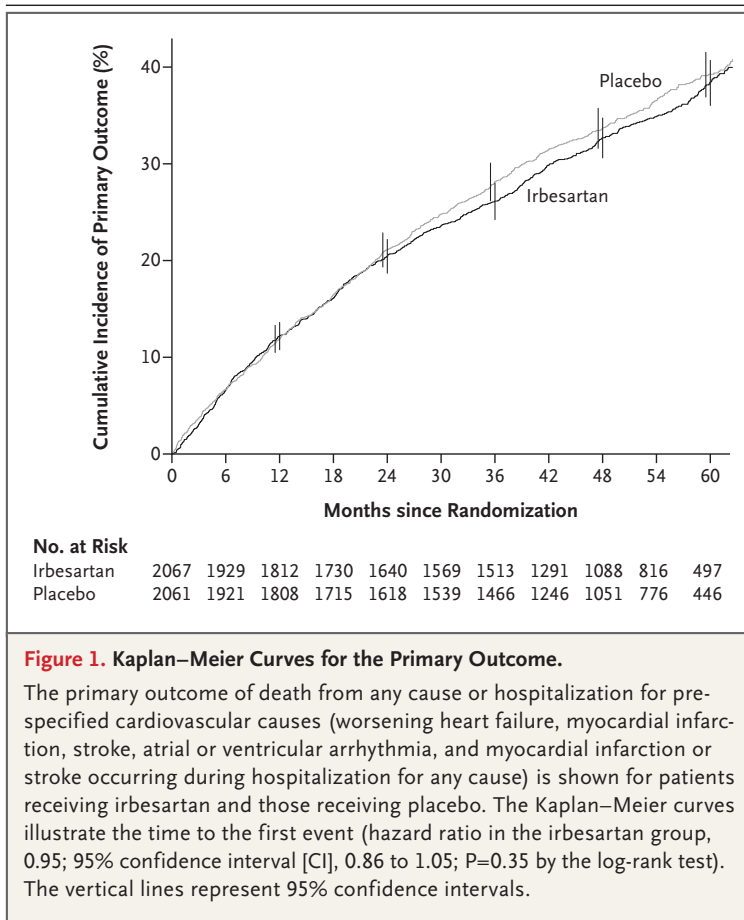 Cumulative Incidence of Primary Outcome (%)
40
30
20
10
0
Placebo
Irbesartan
0 6 12 18 24 30 36 42 48 54 60
Months since Randomization
No. at Risk
Irbesartan 2067 1929 1812 1730 1640 1569 1513 1291 1088 816 497
Placebo 2061 1921 1808 1715 1618 1539 1466 1246 1051 776 446
Figure 1. Kaplan–Meier Curves for the Primary Outcome.
The primary outcome of death from any cause or hospitalization for pre-
specified cardiovascular causes (worsening heart failure, myocardial infarc-
tion, stroke, atrial or ventricular arrhythmia, and myocardial infarction or
stroke occurring during hospitalization for any cause) is shown for patients
receiving irbesartan and those receiving placebo. The Kaplan–Meier curves
illustrate the time to the first event (hazard ratio in the irbesartan group,
0.95; 95% confidence interval [CI], 0.86 to 1.05; P=0.35 by the log-rank test).
The vertical lines represent 95% confidence intervals.